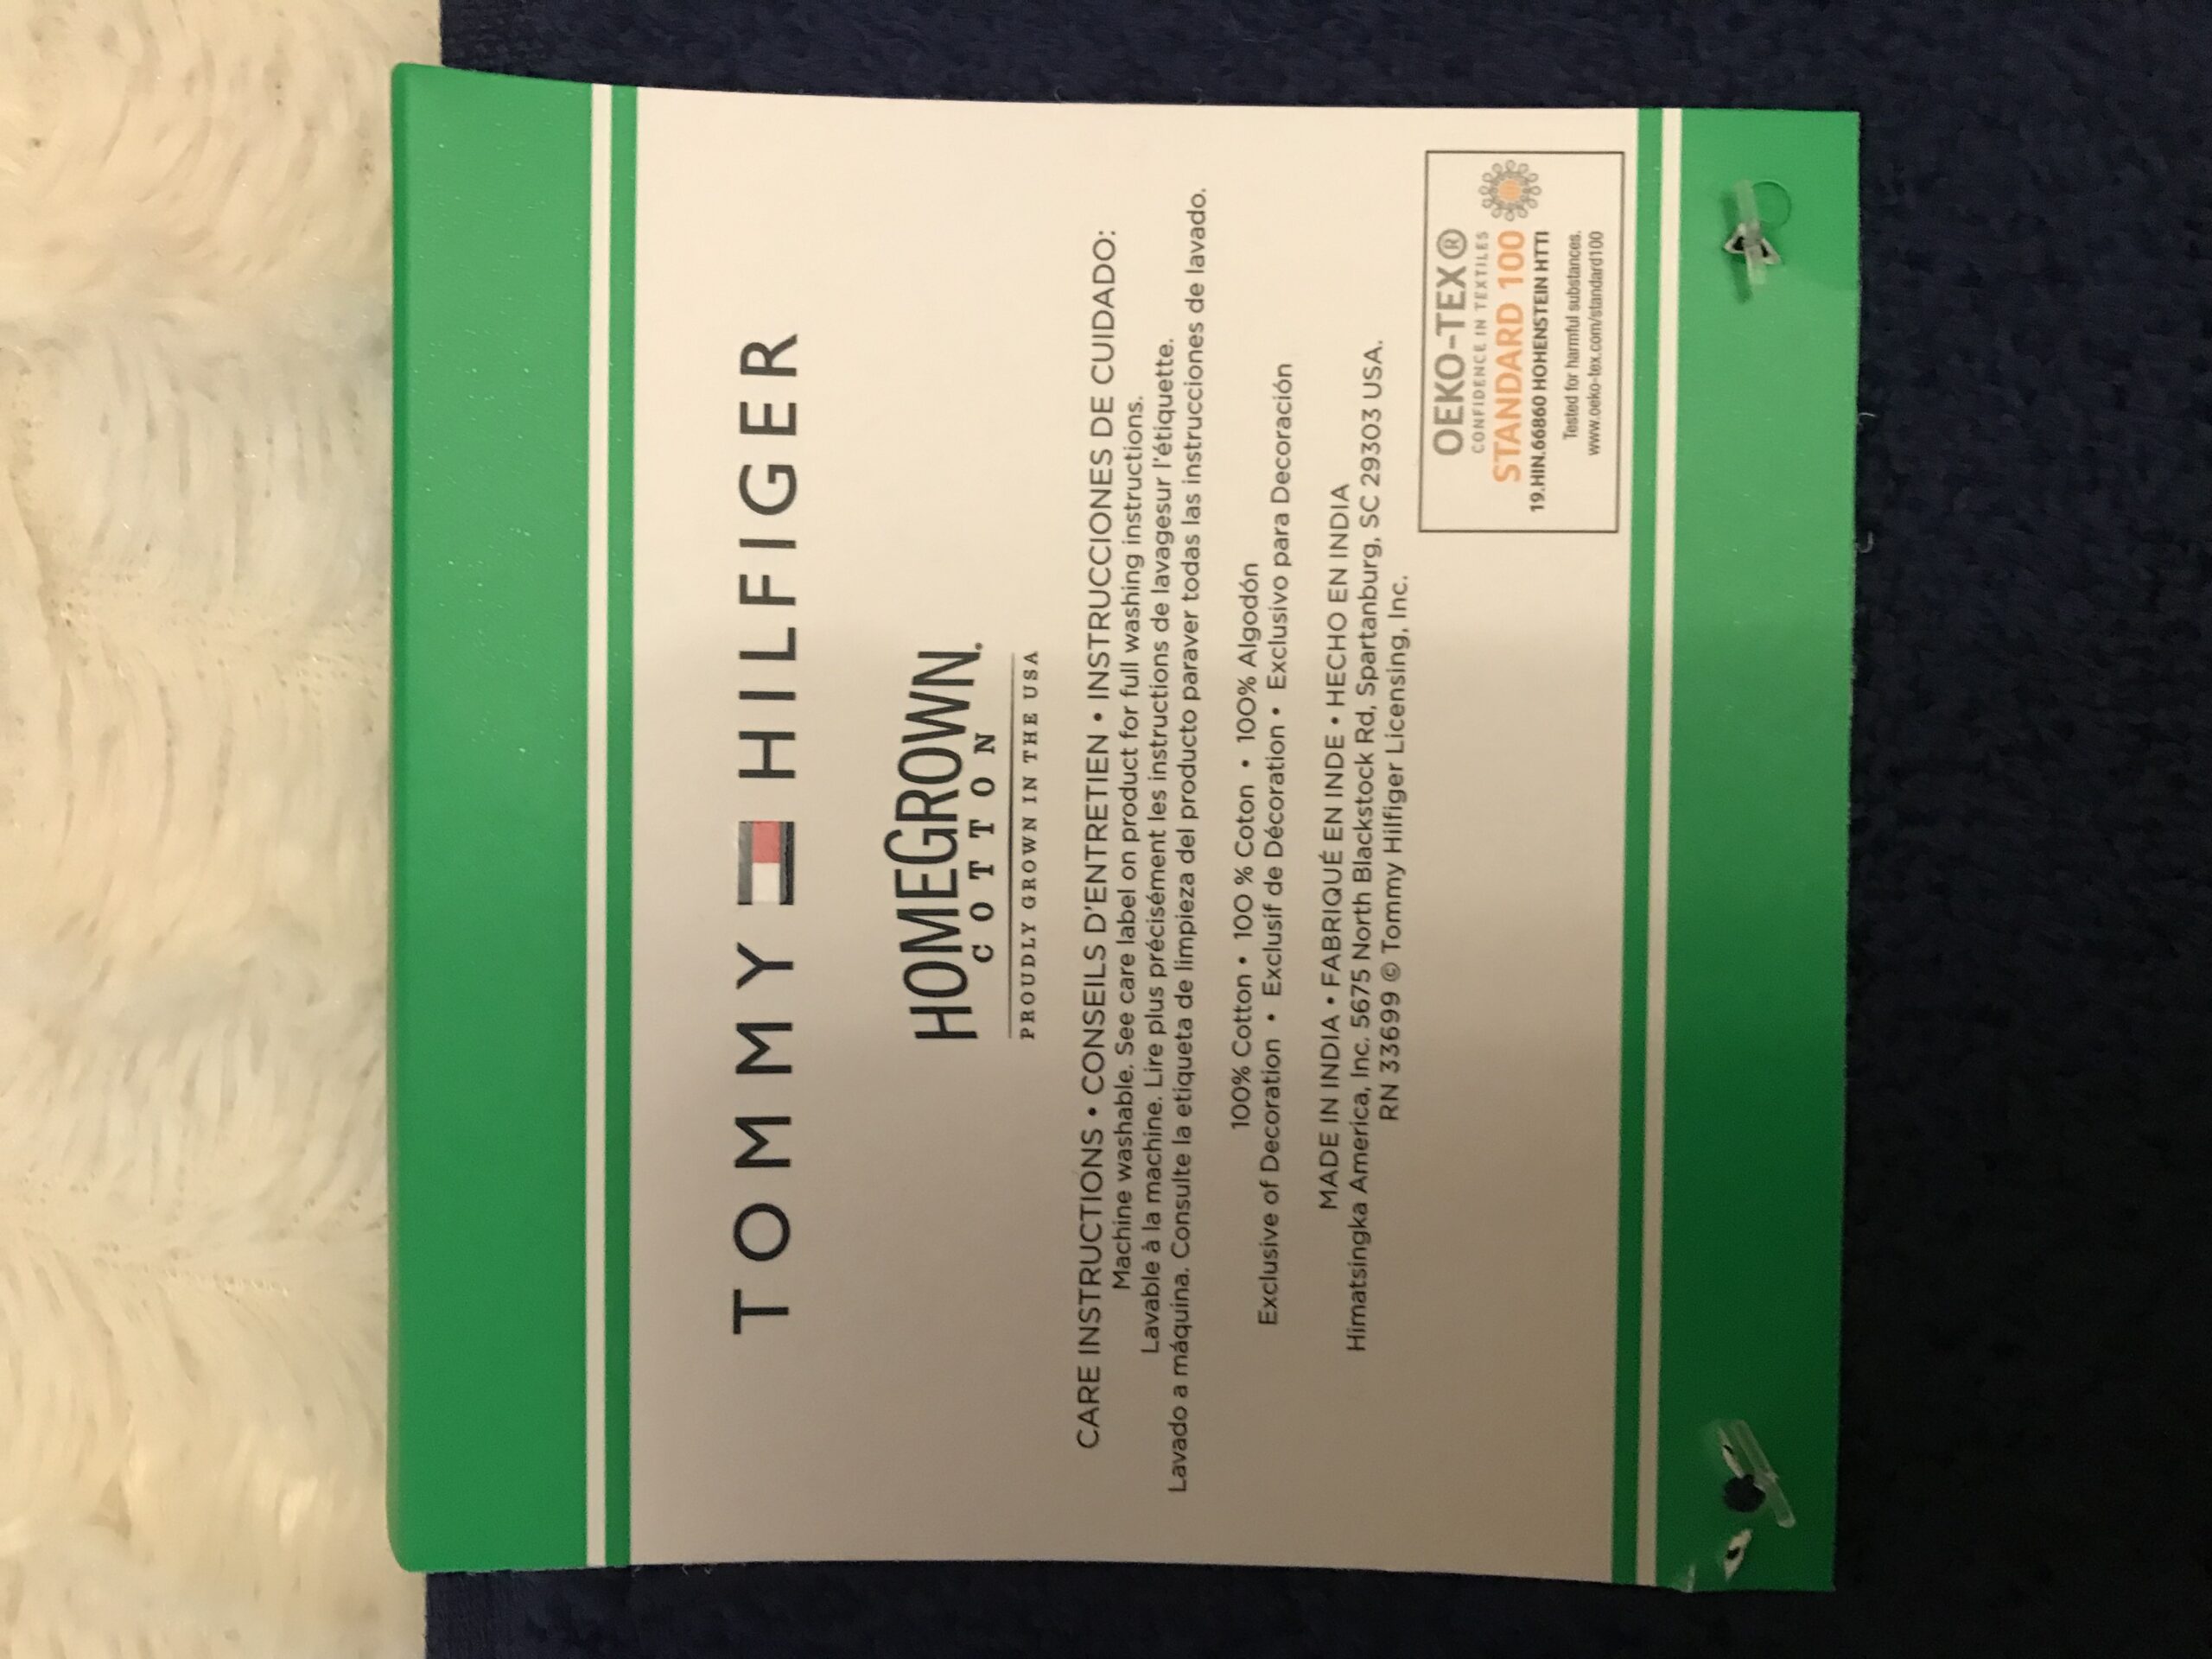 TOMMY HILFIGER
HOMEGROWN
COTTON
PROUDLY GROWN IN THE USA
CARE INSTRUCTIONS • CONSEILS D'ENTRETIEN • INSTRUCCIONES DE CUIDADO:
Machine washable. See care label on product for full washing instructions.
Lavable à la machine. Lire plus précisément les instructions de lavagesur l'étiquette.
Lavado a máquina. Consulte la etiqueta de limpieza del producto paraver todas las instrucciones de lavado.
100% Cotton • 100 % Coton • 100% Algodón
Exclusive of Decoration • Exclusif de Décoration • Exclusivo para Decoración
MADE IN INDIA • FABRIQUÉ EN INDE • HECHO EN INDIA
Himatsingka America, Inc. 5675 North Blackstock Rd, Spartanburg, SC 29303 USA.
RN 33699 © Tommy Hilfiger Licensing, Inc.
OEKO-TEX®
CONFIDENCE IN TEXTILES
STANDARD 100
19.HIN.66860 HOHENSTEIN HTTI
Tested for harmful substances.
www.oeko-tex.com/standard100